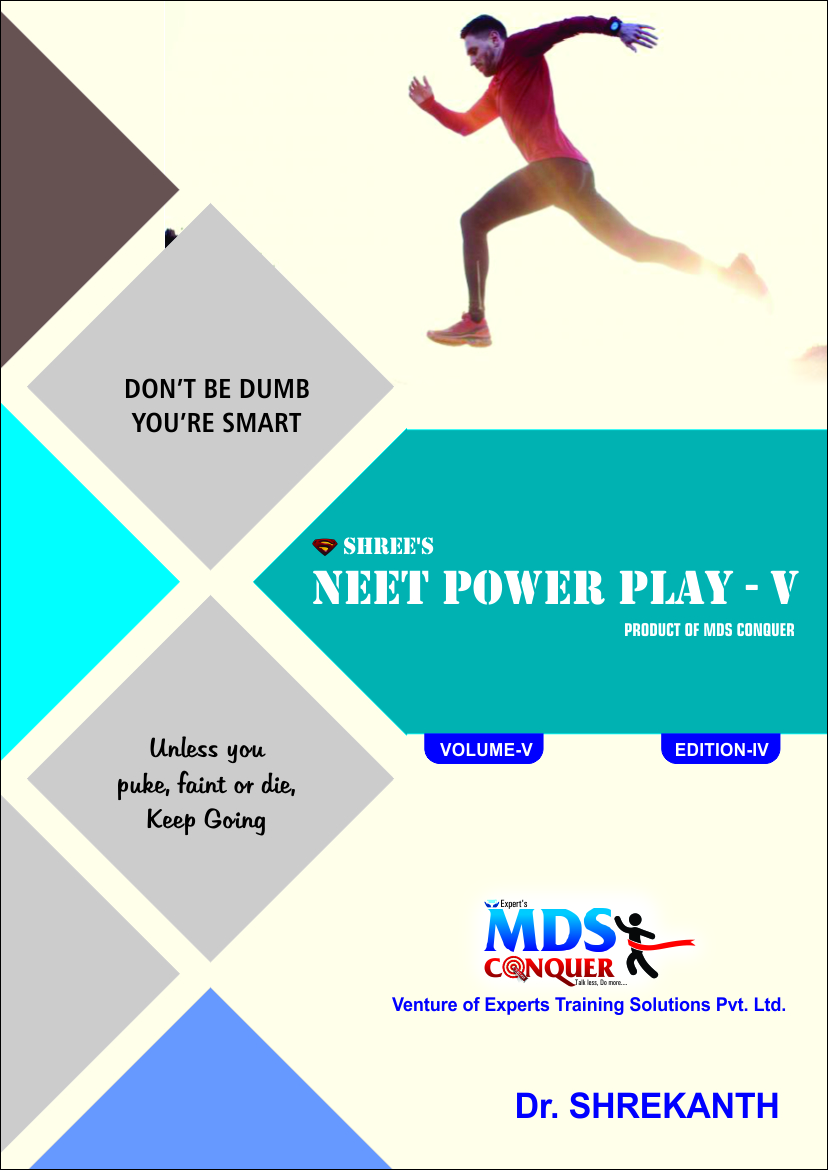 DON'T BE DUMB
YOU'RE SMART
SHREE'S
NEET POWER PLAY - V
PRODUCT OF MDS CONQUER
VOLUME-V
EDITION-IV
Unless you
puke, faint or die,
Keep Going
Expert's
MDS
CONQUER
Talk less, Do more....
Venture of Experts Training Solutions Pvt. Ltd.
Dr. SHREKANTH